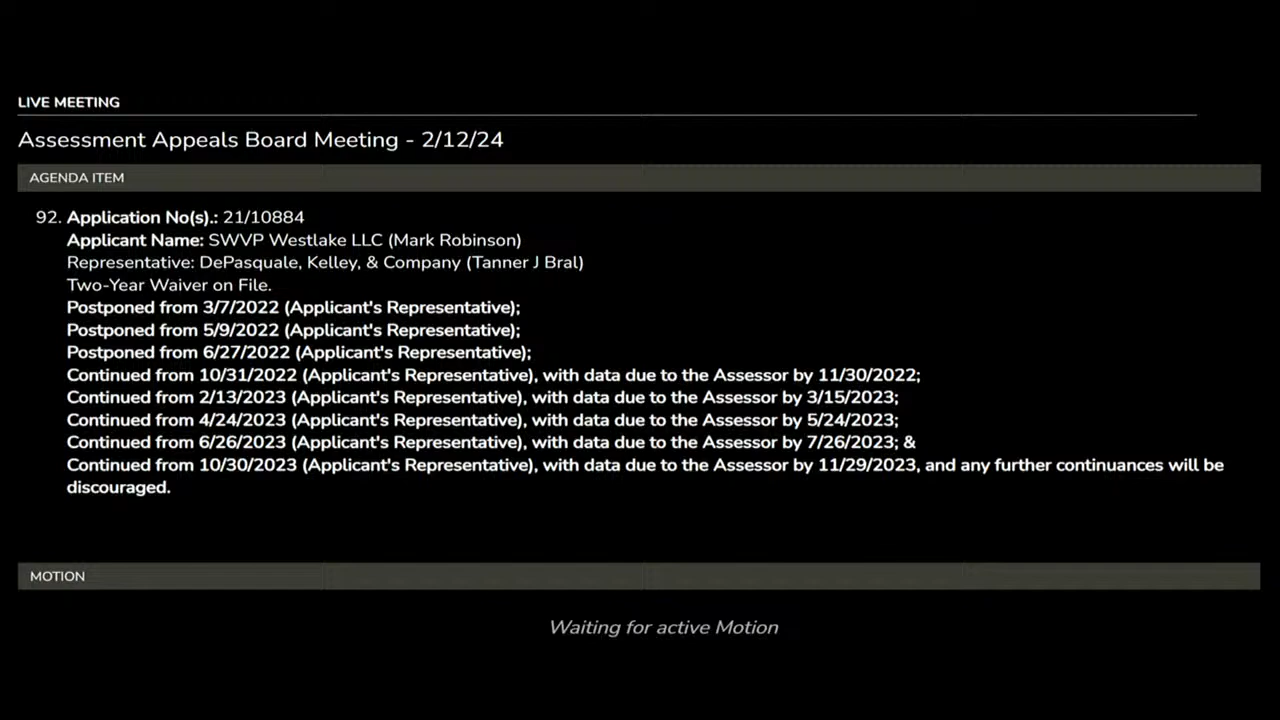 LIVE MEETING
Assessment Appeals Board Meeting - 2/12/24
AGENDA ITEM
92. Application No(s).: 21/10884
Applicant Name: SWVP Westlake LLC (Mark Robinson)
Representative: DePasquale, Kelley, & Company (Tanner J Bral)
Two-Year Waiver on File.
Postponed from 3/7/2022 (Applicant's Representative);
Postponed from 5/9/2022 (Applicant's Representative);
Postponed from 6/27/2022 (Applicant's Representative);
Continued from 10/31/2022 (Applicant's Representative), with data due to the Assessor by 11/30/2022;
Continued from 2/13/2023 (Applicant's Representative), with data due to the Assessor by 3/15/2023;
Continued from 4/24/2023 (Applicant's Representative), with data due to the Assessor by 5/24/2023;
Continued from 6/26/2023 (Applicant's Representative), with data due to the Assessor by 7/26/2023; &
Continued from 10/30/2023 (Applicant's Representative), with data due to the Assessor by 11/29/2023, and any further continuances will be
discouraged.
MOTION
Waiting for active Motion